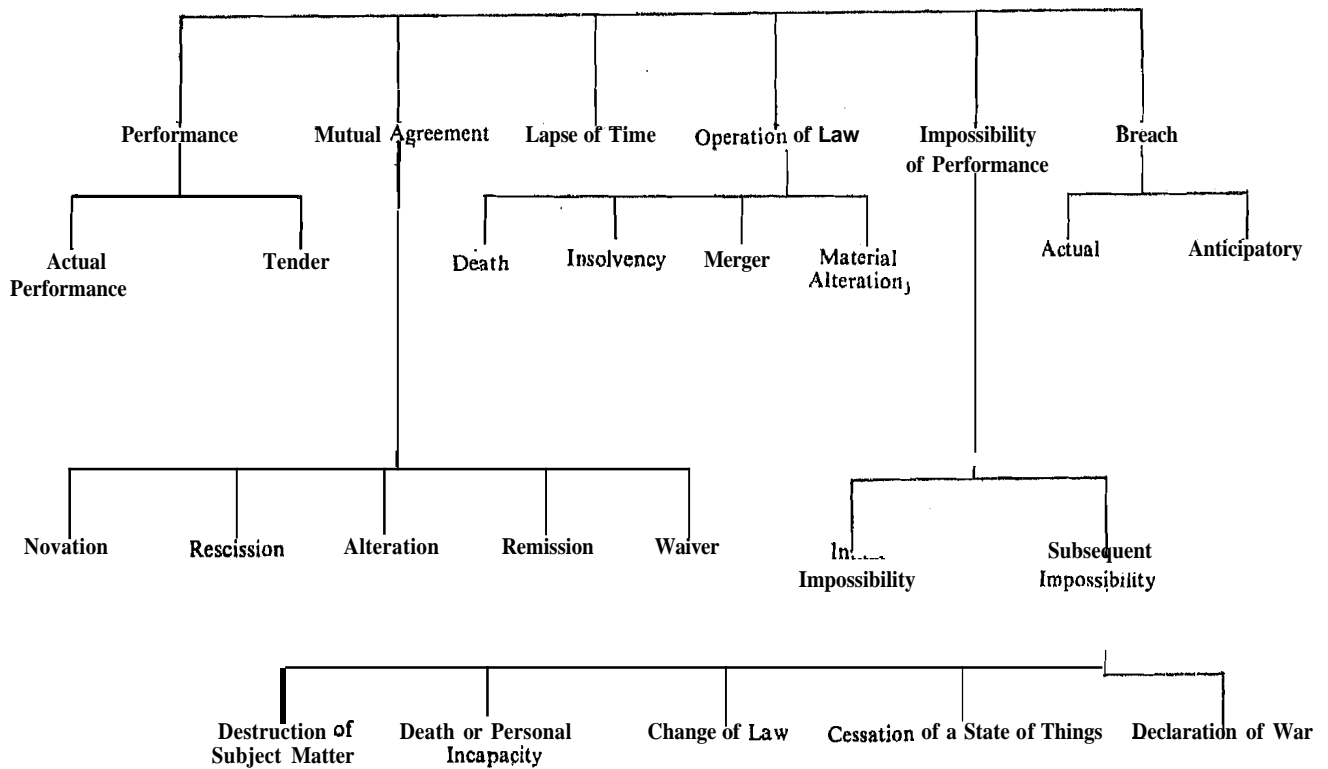 Performance
Mutual Agreement
Lapse of Time
Operation of Law
Impossibility
of Performance
Breach
Actual
Performance
Tender
Death
Insolvency
Merger
Material
Alteration
Actual
Anticipatory
Novation
Rescission
Alteration
Remission
Waiver
Impossibility
Subsequent
Impossibility
Destruction of
Subject Matter
Death or Personal
Incapacity
Change of Law
Cessation of a State of Things
Declaration of War